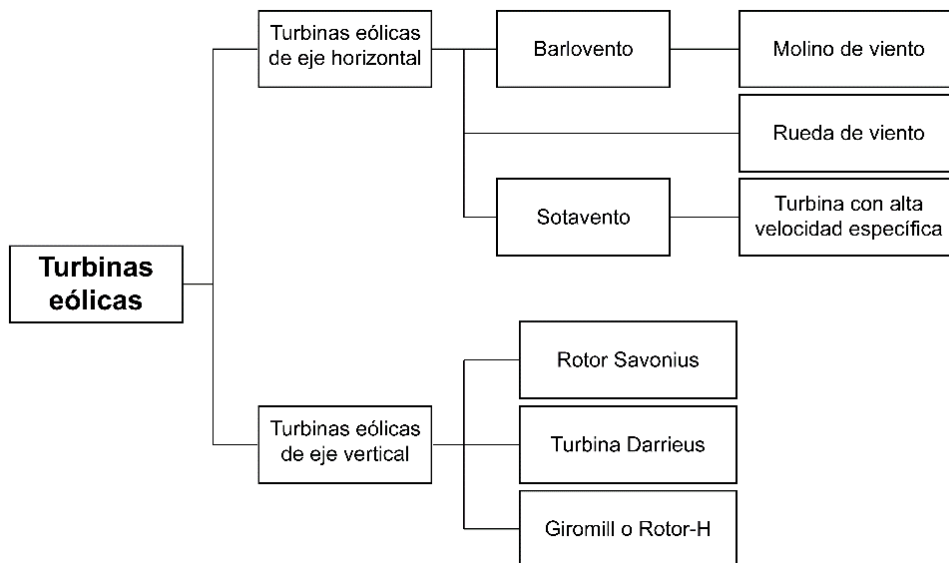 Turbinas eólicas
de eje horizontal
Barlovento
Molino de viento
Rueda de viento
Sotavento
Turbina con alta
velocidad específica
Turbinas
eólicas
Rotor Savonius
Turbinas eólicas
de eje vertical
Turbina Darrieus
Giromill o Rotor-H